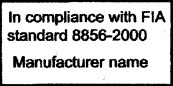 In compliance with FIA
standard 8856-2000
Manufacturer name